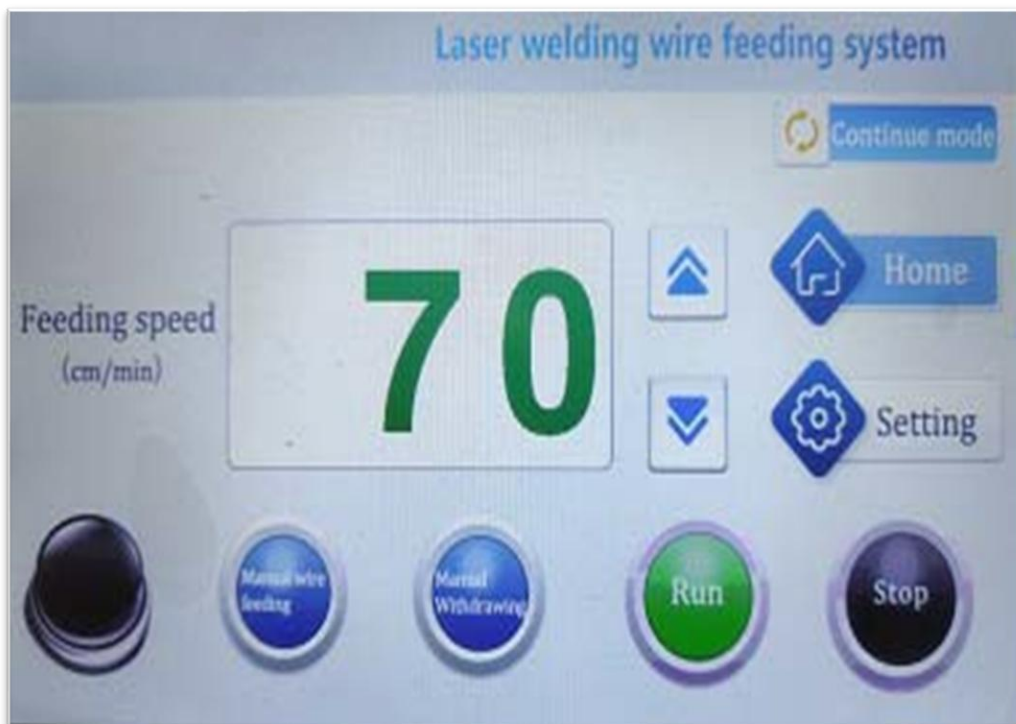 Laser welding wire feeding system
Continue mode
Home
Feeding speed
(cm/min)
70
Setting
Manual wire
feeding
Manual
Withdrawing
Run
Stop